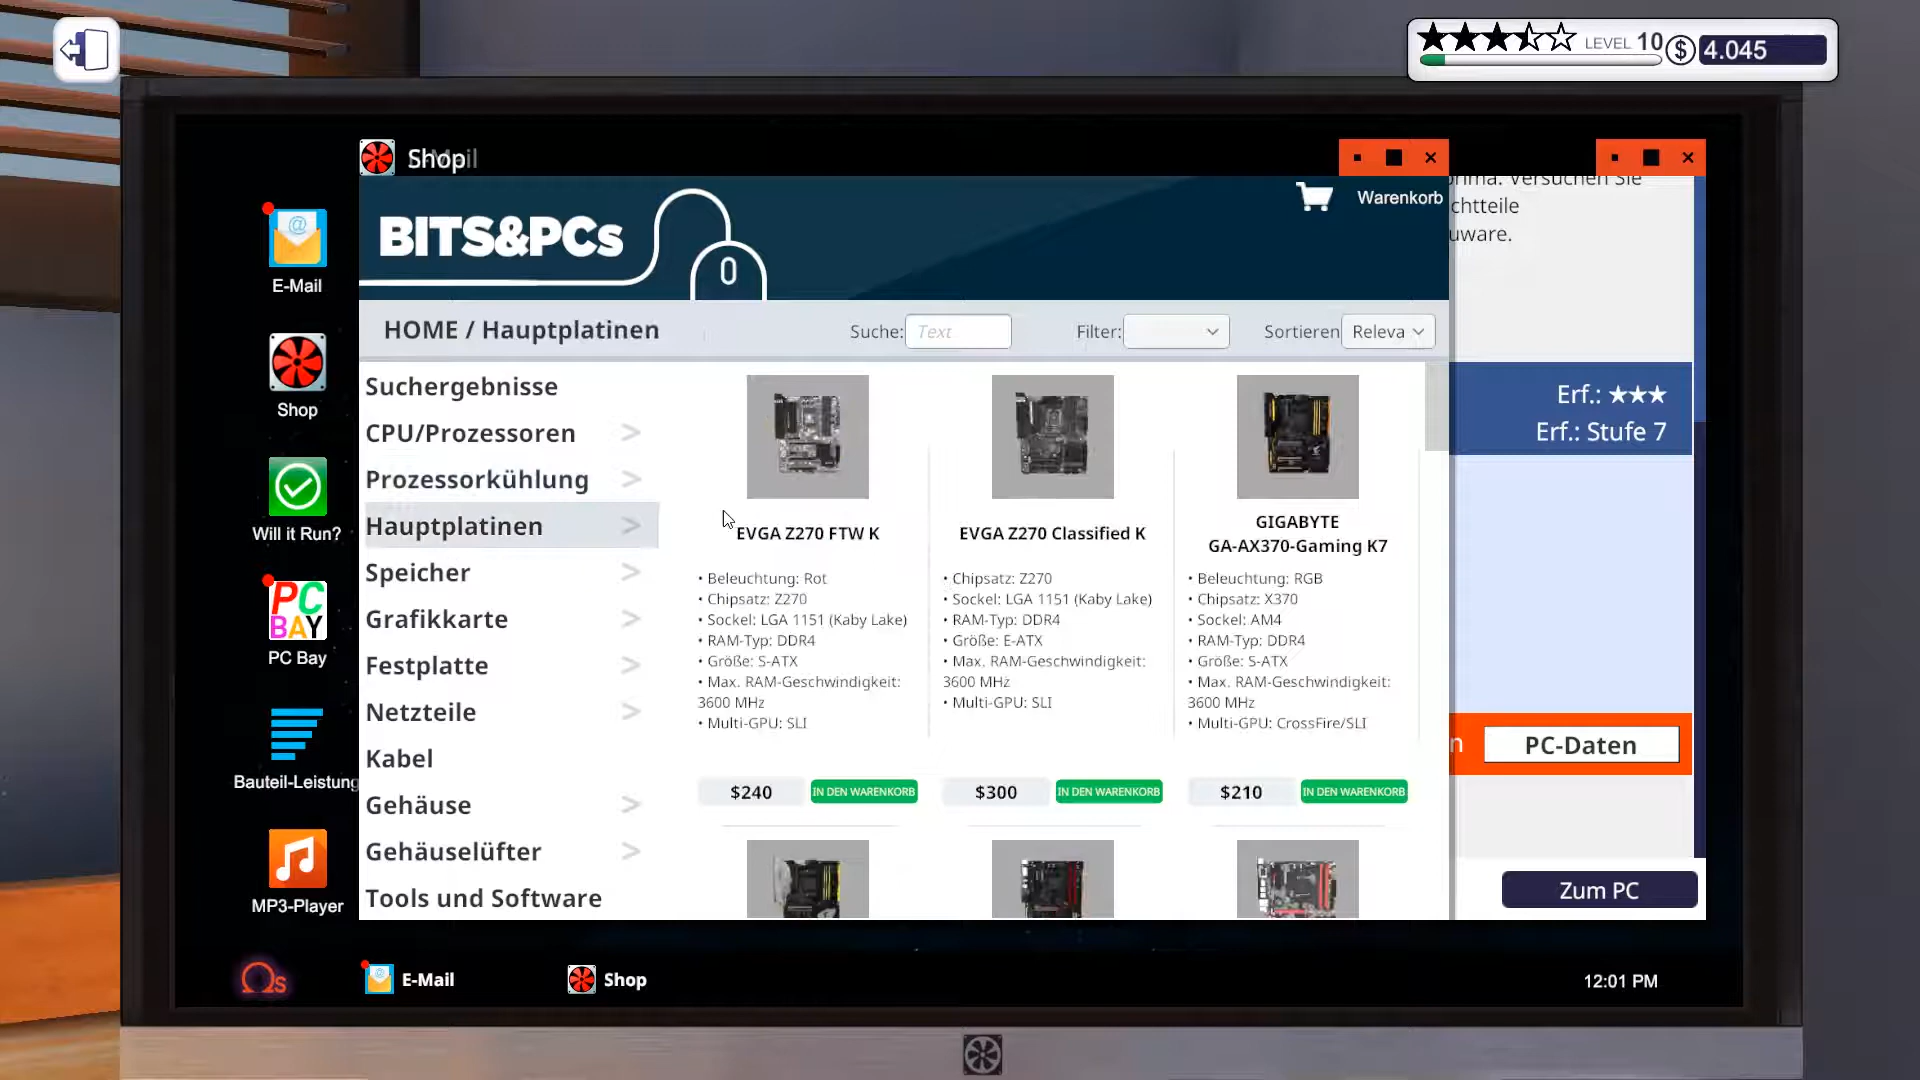 LEVEL 10
$ 4.045
Shop
BITS&PCs
Warenkorb
Versuchen Sie
chtteile
uware.
HOME / Hauptplatinen
Suche: Text
Filter:
Sortieren Releva
E-Mail
Shop
Will it Run?
PC BAY
PC Bay
Bauteil-Leistung
MP3-Player
Suchergebnisse
CPU/Prozessoren >
Prozessorkühlung >
Hauptplatinen >
Speicher >
Grafikkarte >
Festplatte >
Netzteile >
Kabel
Gehäuse >
Gehäuselüfter >
Tools und Software
EVGA Z270 FTW K
• Beleuchtung: Rot
• Chipsatz: Z270
• Sockel: LGA 1151 (Kaby Lake)
• RAM-Typ: DDR4
• Größe: S-ATX
• Max. RAM-Geschwindigkeit:
3600 MHz
• Multi-GPU: SLI
$240
IN DEN WARENKORB
EVGA Z270 Classified K
• Chipsatz: Z270
• Sockel: LGA 1151 (Kaby Lake)
• RAM-Typ: DDR4
• Größe: E-ATX
• Max. RAM-Geschwindigkeit:
3600 MHz
• Multi-GPU: SLI
$300
IN DEN WARENKORB
GIGABYTE
GA-AX370-Gaming K7
• Beleuchtung: RGB
• Chipsatz: X370
• Sockel: AM4
• RAM-Typ: DDR4
• Größe: S-ATX
• Max. RAM-Geschwindigkeit:
3600 MHz
• Multi-GPU: CrossFire/SLI
$210
IN DEN WARENKORB
Erf.: ★★★
Erf.: Stufe 7
n
PC-Daten
Zum PC
Ωs
E-Mail
Shop
12:01 PM